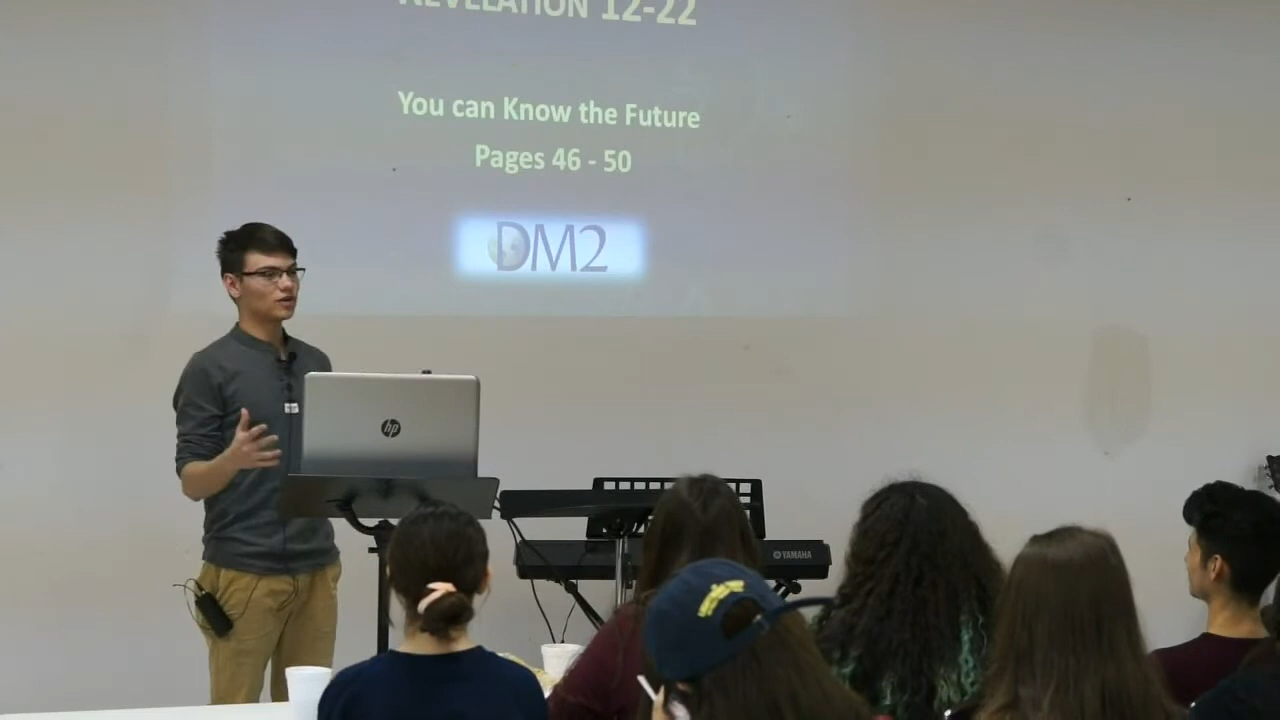 REVELATION 12-22
You can Know the Future
Pages 46 - 50
DM2
hp
YAMAHA